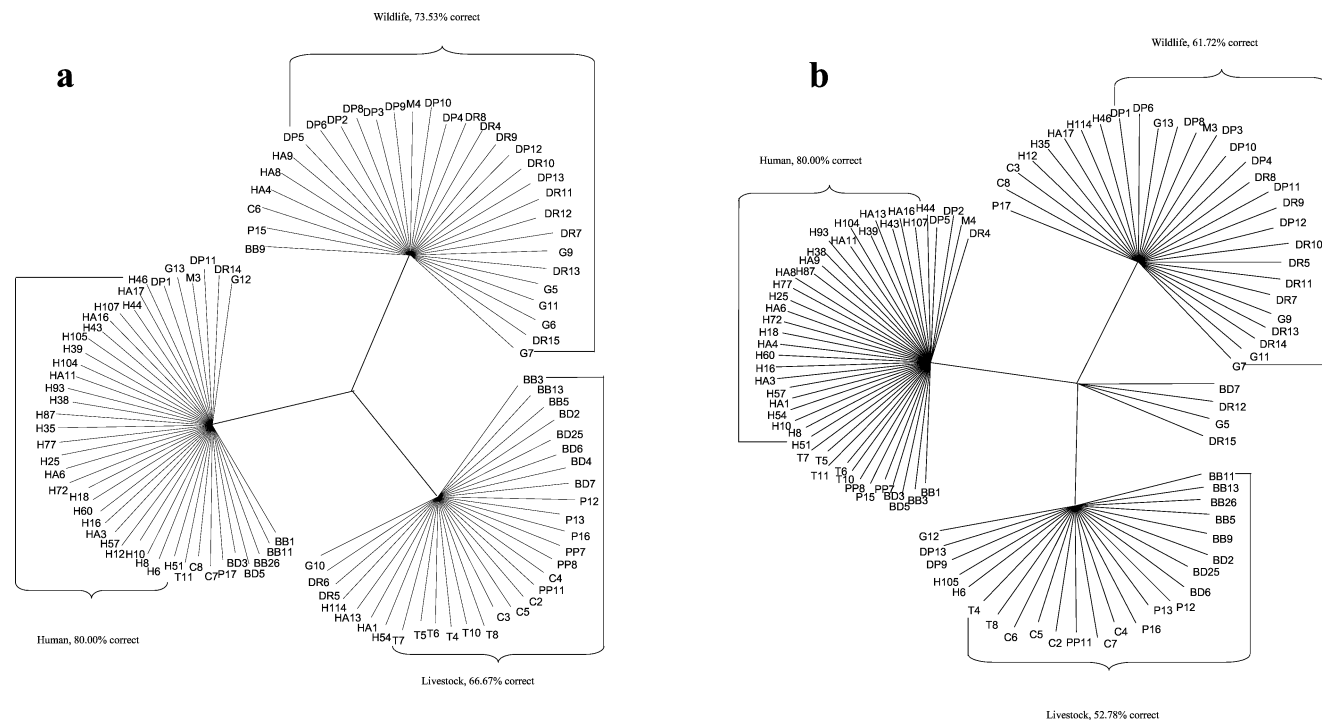 Wildlife, 73.53% correct
a
DP8
DP9
M4
DP10
DP3
DP2
DP6
DP5
DP4
DR8
DR4
DR9
DP12
DR10
DP13
DR11
DR12
DR7
G9
DR13
G5
G11
G6
DR15
G7
HA9
HA8
HA4
C6
P15
BB9
H46
DP1
G13
M3
DP11
DR14
G12
HA17
H44
H107
HA16
H43
H105
H39
H104
HA11
H93
H38
H87
H35
H77
H25
HA6
H72
H18
H60
H16
HA3
H57
H12
H10
H8
H6
H51
T11
C8
C7
P17
BD3
BD5
BB26
BB11
BB1
Human, 80.00% correct
BB3
BB13
BB5
BD2
BD25
BD6
BD4
BD7
P12
P13
P16
PP7
PP8
C4
PP11
C2
C5
C3
T8
T10
T4
T6
T5
T7
H54
HA1
HA13
H114
DR5
DR6
G10
Livestock, 66.67% correct
b
Wildlife, 61.72% correct
P17
C8
C3
H12
H35
HA17
H114
H46
DP1
DP6
G13
DP8
M3
DP3
DP10
DP4
DR8
DP11
DR9
DP12
DR10
DR5
DR11
DR7
G9
DR13
DR14
G11
G7
Human, 80.00% correct
DR4
M4
DP2
DP5
H44
H107
HA16
H43
HA13
H39
H104
HA11
H93
H38
HA9
H87
HA8
H77
H25
HA6
H72
H18
HA4
H60
H16
HA3
H57
HA1
H54
H10
H8
H51
T7
T5
T11
T6
T10
PP8
P15
PP7
BD3
BD5
BB3
BB1
BD7
DR12
G5
DR15
BB11
BB13
BB26
BB5
BB9
BD2
BD25
BD6
P12
P13
P16
C4
C7
PP11
C2
C5
C6
T8
T4
H6
H105
DP9
DP13
G12
Livestock, 52.78% correct